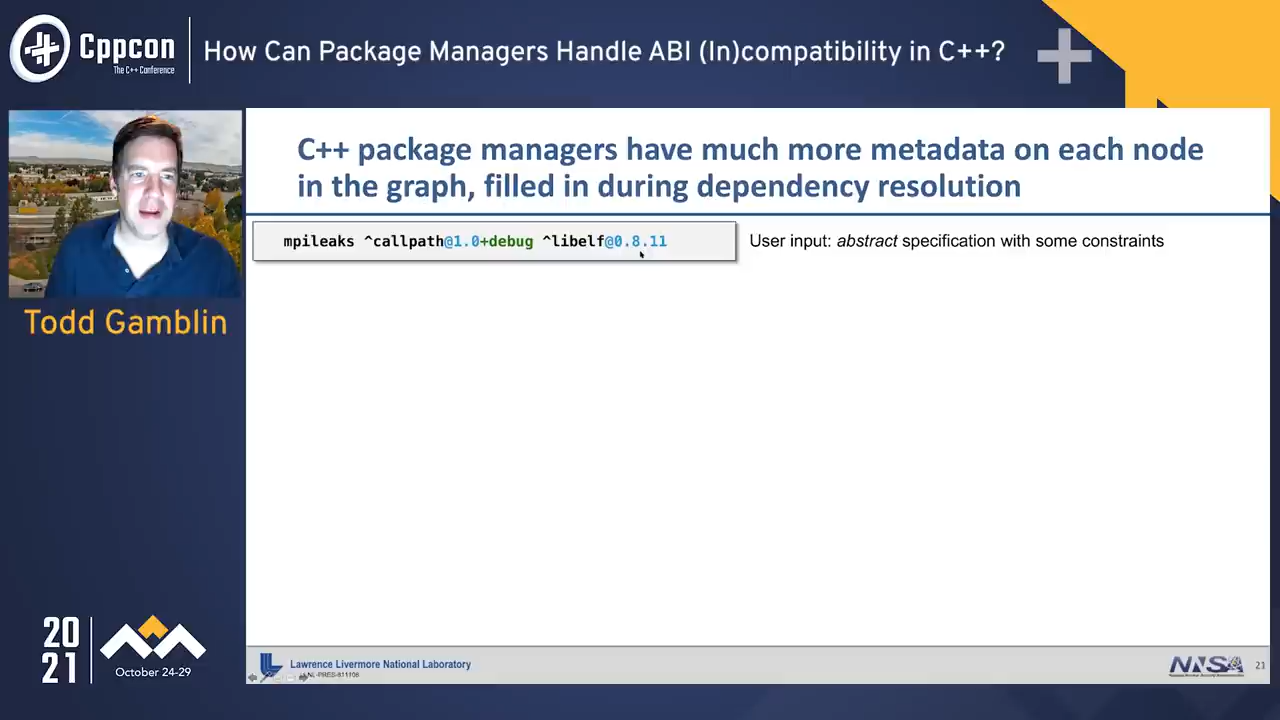 Cppcon
The C++ Conference
How Can Package Managers Handle ABI (In)compatibility in C++?
C++ package managers have much more metadata on each node
in the graph, filled in during dependency resolution
mpileaks ^callpath@1.0+debug ^libelf@0.8.11
User input: abstract specification with some constraints
Todd Gamblin
20
21
October 24-29
Lawrence Livermore National Laboratory
NNSA
21